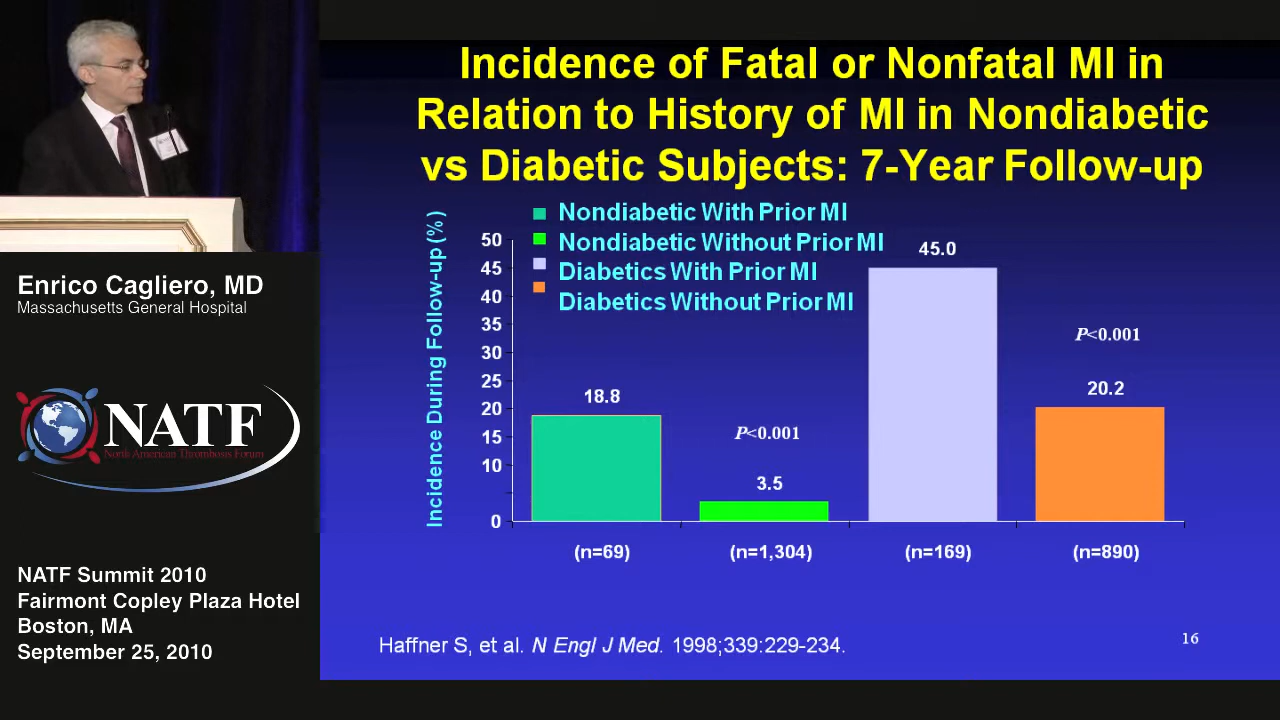 Incidence of Fatal or Nonfatal MI in
Relation to History of MI in Nondiabetic
vs Diabetic Subjects: 7-Year Follow-up
Incidence During Follow-up (%)
Nondiabetic With Prior MI
Nondiabetic Without Prior MI
Diabetics With Prior MI
Diabetics Without Prior MI
50
45
40
35
30
25
20
15
10
0
18.8
P<0.001
3.5
45.0
P<0.001
20.2
(n=69)
(n=1,304)
(n=169)
(n=890)
Haffner S, et al. N Engl J Med. 1998;339:229-234.
16
Enrico Cagliero, MD
Massachusetts General Hospital
NATF
North American Thrombosis Forum
NATF Summit 2010
Fairmont Copley Plaza Hotel
Boston, MA
September 25, 2010